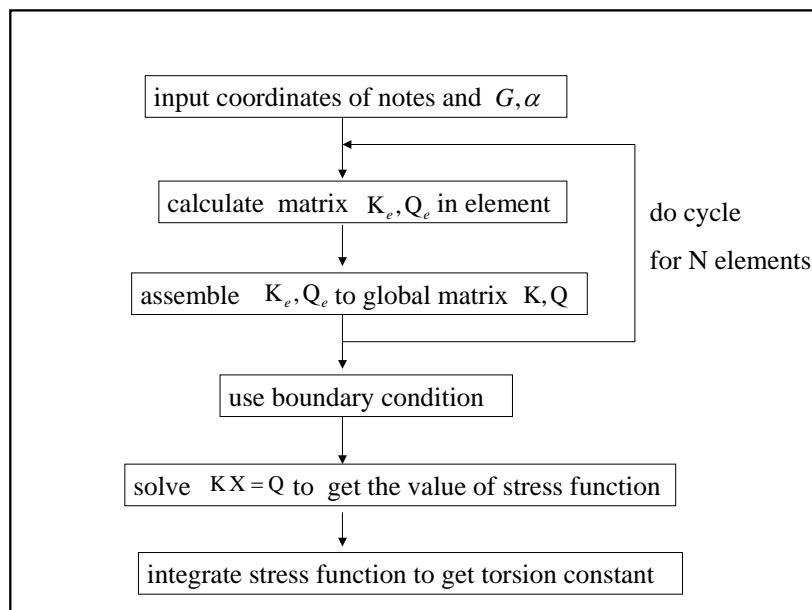 input coordinates of notes and G,α
calculate matrix Kₑ,Qₑ in element
do cycle
for N elements
assemble Kₑ,Qₑ to global matrix K,Q
use boundary condition
solve KX=Q to get the value of stress function
integrate stress function to get torsion constant